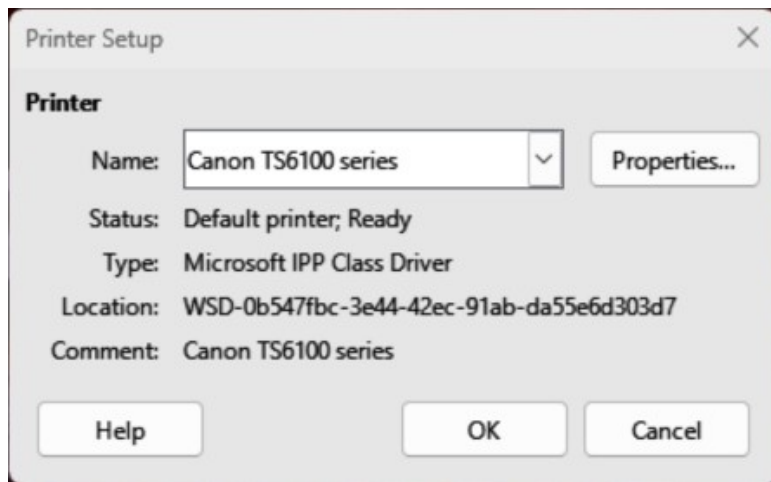 Printer Setup
Printer
Name: Canon TS6100 series Properties...
Status: Default printer; Ready
Type: Microsoft IPP Class Driver
Location: WSD-0b547fbc-3e44-42ec-91ab-da55e6d303d7
Comment: Canon TS6100 series
Help OK Cancel